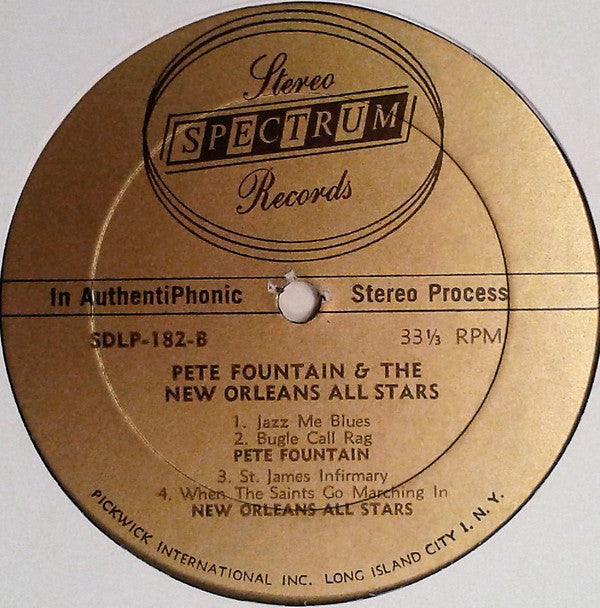 Stereo
SPECTRUM
Records
In AuthentiPhonic Stereo Process
SDLP-182-B 33⅓ RPM
PETE FOUNTAIN & THE
NEW ORLEANS ALL STARS
1. Jazz Me Blues
2. Bugle Call Rag
PETE FOUNTAIN
3. St. James Infirmary
4. When The Saints Go Marching In
NEW ORLEANS ALL STARS
PICKWICK INTERNATIONAL INC. LONG ISLAND CITY 1, N. Y.